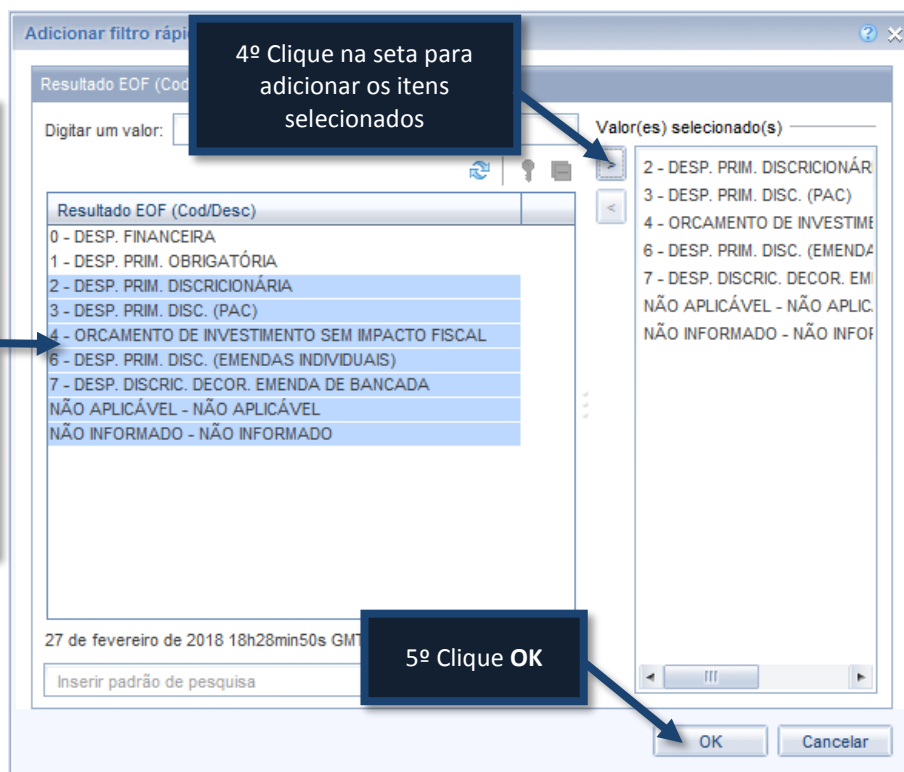 Adicionar filtro rápi
4º Clique na seta para
adicionar os itens
selecionados
Resultado EOF (Cod
Digitar um valor:
Valor(es) selecionado(s)
>
<
Resultado EOF (Cod/Desc)
0 - DESP. FINANCEIRA
1 - DESP. PRIM. OBRIGATÓRIA
2 - DESP. PRIM. DISCRICIONÁRIA
3 - DESP. PRIM. DISC. (PAC)
4 - ORCAMENTO DE INVESTIMENTO SEM IMPACTO FISCAL
6 - DESP. PRIM. DISC. (EMENDAS INDIVIDUAIS)
7 - DESP. DISCRIC. DECOR. EMENDA DE BANCADA
NÃO APLICÁVEL - NÃO APLICÁVEL
NÃO INFORMADO - NÃO INFORMADO
2 - DESP. PRIM. DISCRICIONÁR
3 - DESP. PRIM. DISC. (PAC)
4 - ORCAMENTO DE INVESTIME
6 - DESP. PRIM. DISC. (EMENDA
7 - DESP. DISCRIC. DECOR. EM
NÃO APLICÁVEL - NÃO APLIC
NÃO INFORMADO - NÃO INFOR
27 de fevereiro de 2018 18h28min50s GMT
5º Clique OK
Inserir padrão de pesquisa
OK
Cancelar